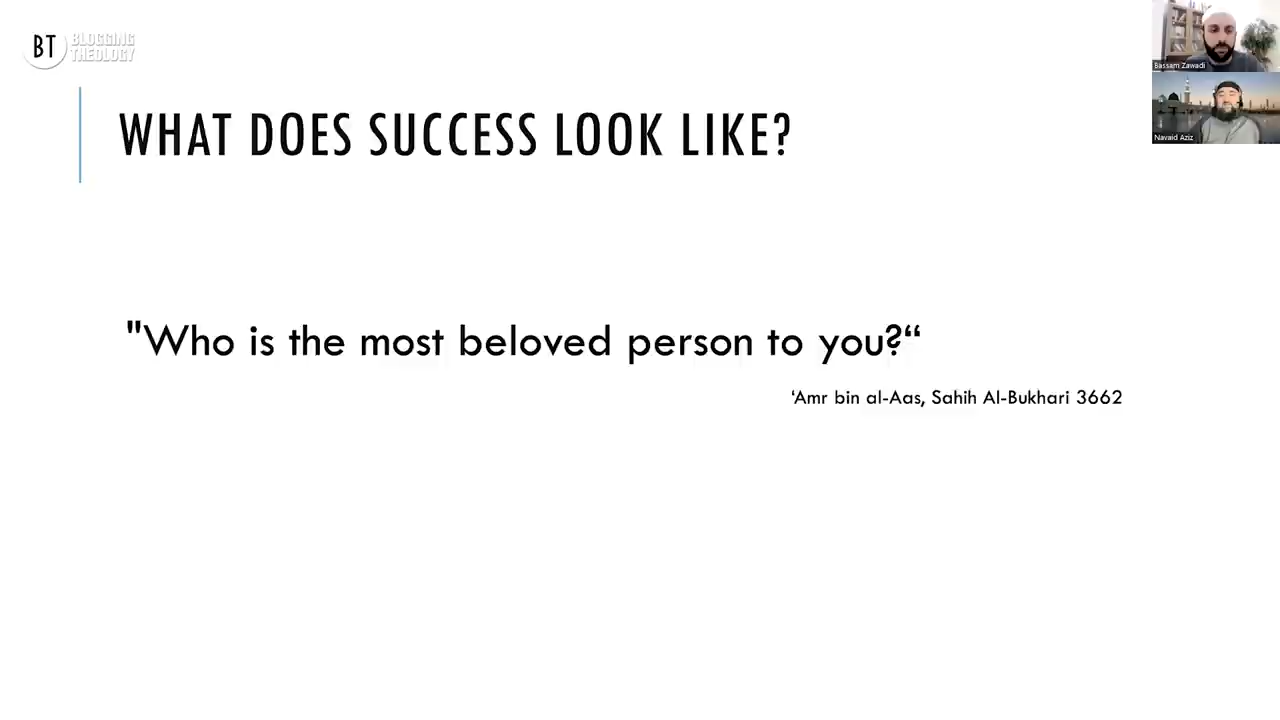 BT BLOGGING
THEOLOGY
Bassam Zawadi
Navaid Aziz
WHAT DOES SUCCESS LOOK LIKE?
"Who is the most beloved person to you?“
‘Amr bin al-Aas, Sahih Al-Bukhari 3662